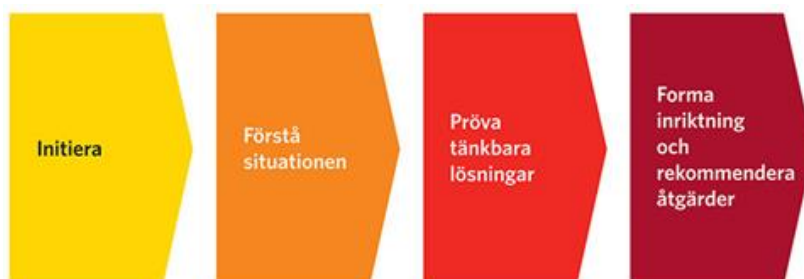 Initiera
Förstå
situationen
Pröva
tänkbara
lösningar
Forma
inriktning
och
rekommendera
åtgärder